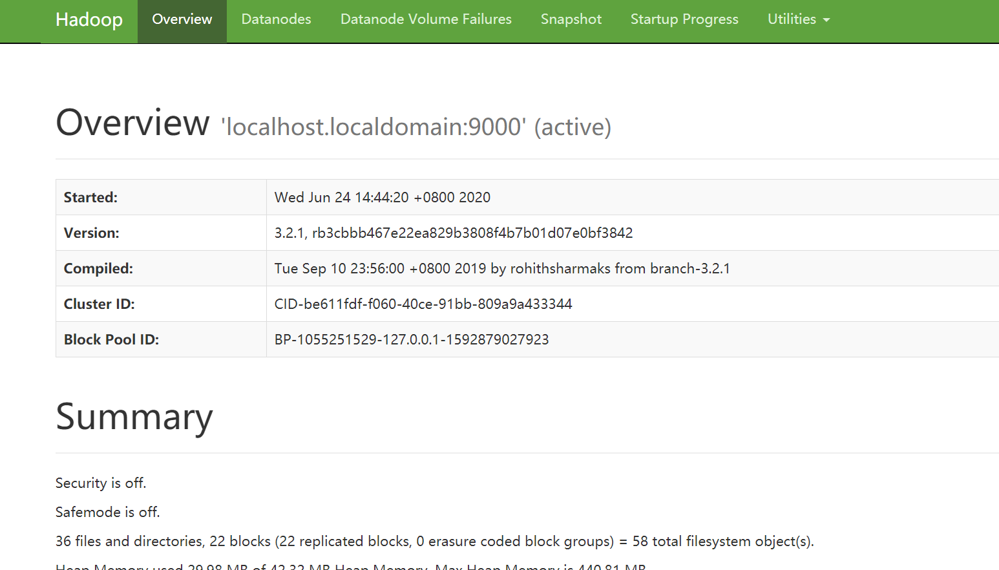 Hadoop Overview Datanodes Datanode Volume Failures Snapshot Startup Progress Utilities
Overview 'localhost.localdomain:9000' (active)
Started: Wed Jun 24 14:44:20 +0800 2020
Version: 3.2.1, rb3cbbb467e22ea829b3808f4b7b01d07e0bf3842
Compiled: Tue Sep 10 23:56:00 +0800 2019 by rohithsharmaks from branch-3.2.1
Cluster ID: CID-be611fdf-f060-40ce-91bb-809a9a433344
Block Pool ID: BP-1055251529-127.0.0.1-1592879027923
Summary
Security is off.
Safemode is off.
36 files and directories, 22 blocks (22 replicated blocks, 0 erasure coded block groups) = 58 total filesystem object(s).
Heap Memory used 29.98 MB of 42.32 MB Heap Memory. Max Heap Memory is 440.81 MB.